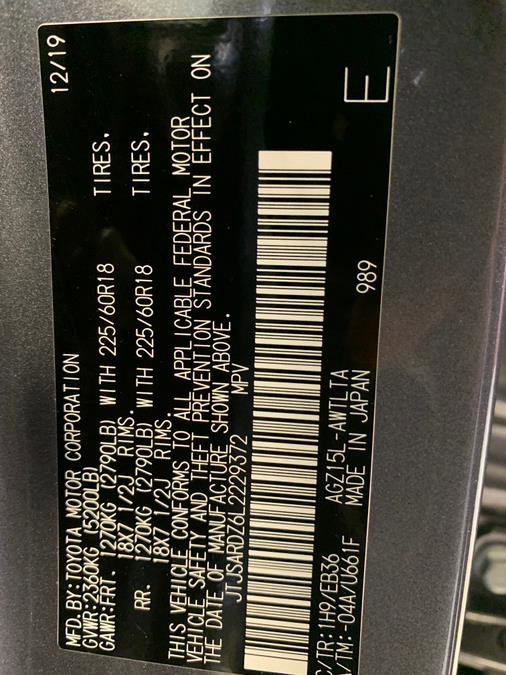 MFD. BY: TOYOTA MOTOR CORPORATION 12/19
GVWR: 2360KG (5200LB)
GAWR: FRT. 1270KG (2790LB) WITH 225/60R18 TIRES.
18X7 1/2J RIMS.
RR. 1270KG (2790LB) WITH 225/60R18 TIRES.
18X7 1/2J RIMS.
THIS VEHICLE CONFORMS TO ALL APPLICABLE FEDERAL MOTOR
VEHICLE SAFETY AND THEFT PREVENTION STANDARDS IN EFFECT ON
THE DATE OF MANUFACTURE SHOWN ABOVE.
JTJSARDZ6L2229372 MPV
C/TR: 1H9/EB36 AGZ15L-AWTLTA 989
/TM: -04A/U661F MADE IN JAPAN E